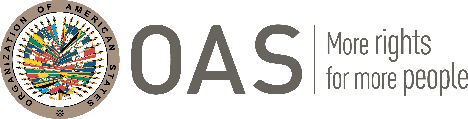 ORGANIZATION OF AMERICAN STATES
OAS
More rights
for more people